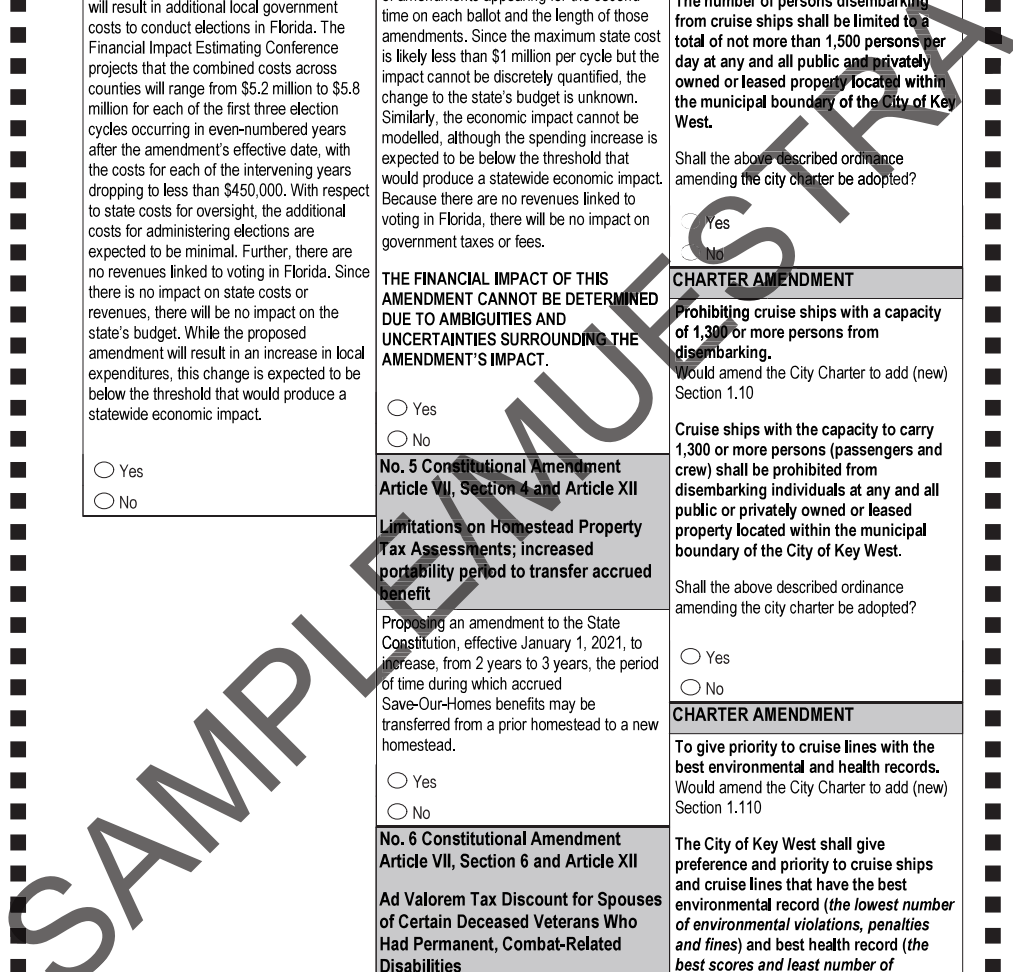 will result in additional local government
costs to conduct elections in Florida. The
Financial Impact Estimating Conference
projects that the combined costs across
counties will range from $5.2 million to $5.8
million for each of the first three election
cycles occurring in even-numbered years
after the amendment's effective date, with
the costs for each of the intervening years
dropping to less than $450,000. With respect
to state costs for oversight, the additional
costs for administering elections are
expected to be minimal. Further, there are
no revenues linked to voting in Florida. Since
there is no impact on state costs or
revenues, there will be no impact on the
state's budget. While the proposed
amendment will result in an increase in local
expenditures, this change is expected to be
below the threshold that would produce a
statewide economic impact.
Yes
No
of amendments appearing for the second
time on each ballot and the length of those
amendments. Since the maximum state cost
is likely less than $1 million per cycle but the
impact cannot be discretely quantified, the
change to the state's budget is unknown.
Similarly, the economic impact cannot be
modelled, although the spending increase is
expected to be below the threshold that
would produce a statewide economic impact.
Because there are no revenues linked to
voting in Florida, there will be no impact on
government taxes or fees.
THE FINANCIAL IMPACT OF THIS
AMENDMENT CANNOT BE DETERMINED
DUE TO AMBIGUITIES AND
UNCERTAINTIES SURROUNDING THE
AMENDMENT'S IMPACT.
Yes
No
No. 5 Constitutional Amendment
Article VII, Section 4 and Article XII
Limitations on Homestead Property
Tax Assessments; increased
portability period to transfer accrued
benefit
Proposing an amendment to the State
Constitution, effective January 1, 2021, to
increase, from 2 years to 3 years, the period
of time during which accrued
Save-Our-Homes benefits may be
transferred from a prior homestead to a new
homestead.
Yes
No
No. 6 Constitutional Amendment
Article VII, Section 6 and Article XII
Ad Valorem Tax Discount for Spouses
of Certain Deceased Veterans Who
Had Permanent, Combat-Related
Disabilities
The number of persons disembarking
from cruise ships shall be limited to a
total of not more than 1,500 persons per
day at any and all public and privately
owned or leased property located within
the municipal boundary of the City of Key
West.
Shall the above described ordinance
amending the city charter be adopted?
Yes
No
CHARTER AMENDMENT
Prohibiting cruise ships with a capacity
of 1,300 or more persons from
disembarking.
Would amend the City Charter to add (new)
Section 1.10
Cruise ships with the capacity to carry
1,300 or more persons (passengers and
crew) shall be prohibited from
disembarking individuals at any and all
public or privately owned or leased
property located within the municipal
boundary of the City of Key West.
Shall the above described ordinance
amending the city charter be adopted?
Yes
No
CHARTER AMENDMENT
To give priority to cruise lines with the
best environmental and health records.
Would amend the City Charter to add (new)
Section 1.110
The City of Key West shall give
preference and priority to cruise ships
and cruise lines that have the best
environmental record (the lowest number
of environmental violations, penalties
and fines) and best health record (the
best scores and least number of
SAMPLE/MUESTRA